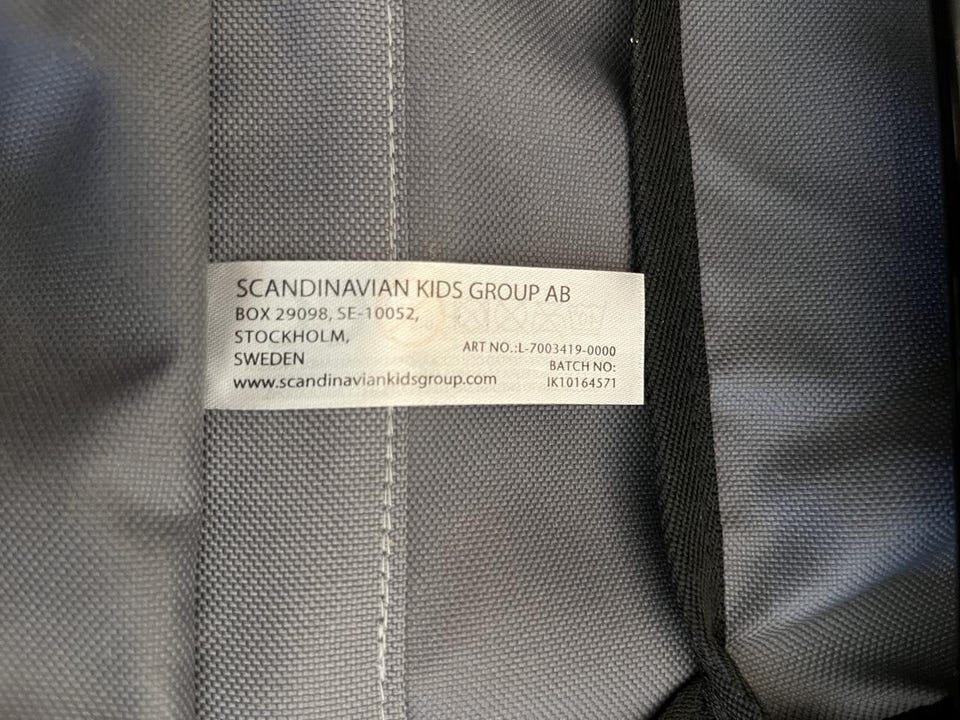 SCANDINAVIAN KIDS GROUP AB
BOX 29098, SE-10052,
STOCKHOLM,
SWEDEN
www.scandinaviankidsgroup.com
ART NO.:L-7003419-0000
BATCH NO:
IK10164571